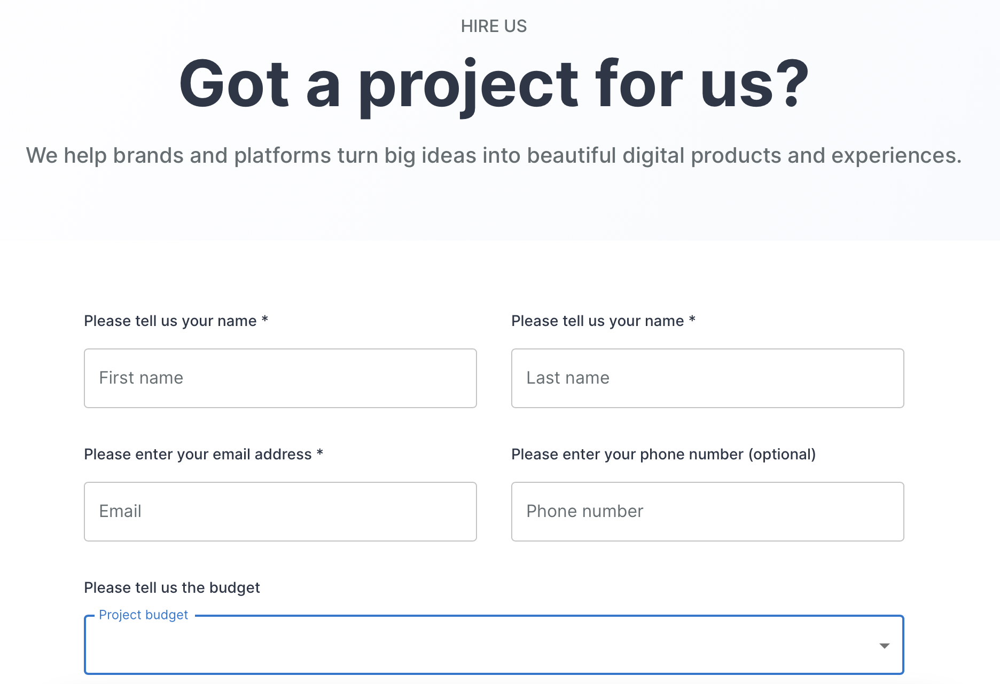 HIRE US
Got a project for us?
We help brands and platforms turn big ideas into beautiful digital products and experiences.
Please tell us your name *
Please tell us your name *
First name
Last name
Please enter your email address *
Please enter your phone number (optional)
Email
Phone number
Please tell us the budget
Project budget